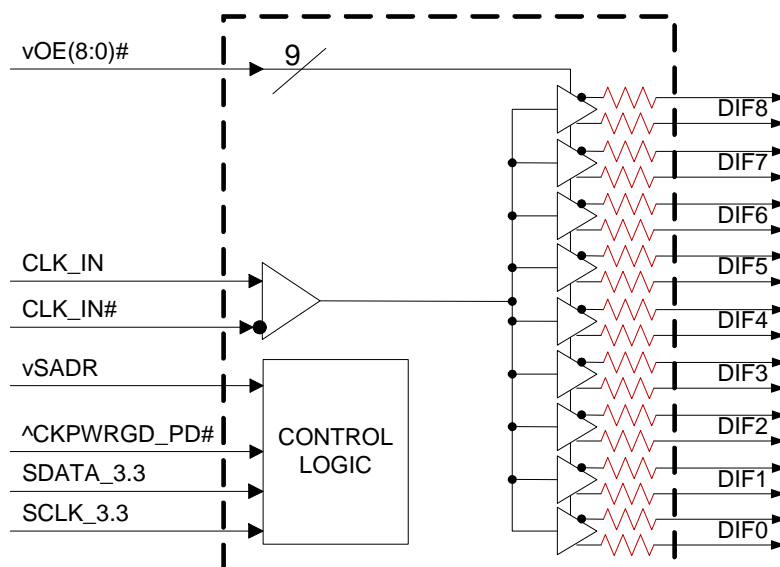 vOE(8:0)#
9
DIF8
DIF7
DIF6
CLK_IN
DIF5
CLK_IN#
DIF4
vSADR
DIF3
^CKPWRGD_PD#
CONTROL
LOGIC
DIF2
SDATA_3.3
DIF1
SCLK_3.3
DIF0